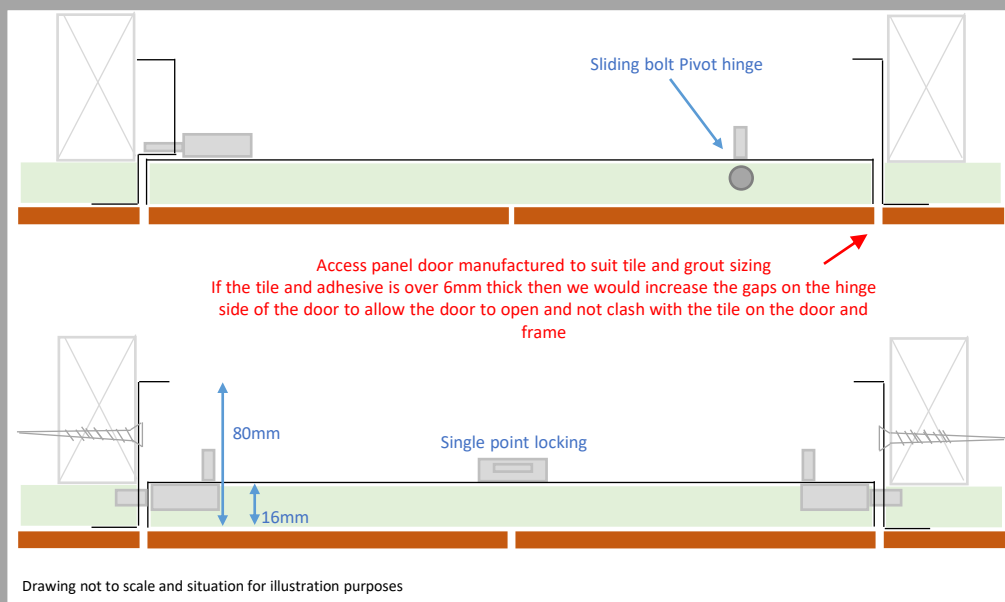 Sliding bolt Pivot hinge
Access panel door manufactured to suit tile and grout sizing
If the tile and adhesive is over 6mm thick then we would increase the gaps on the hinge
side of the door to allow the door to open and not clash with the tile on the door and
frame
80mm
Single point locking
16mm
Drawing not to scale and situation for illustration purposes